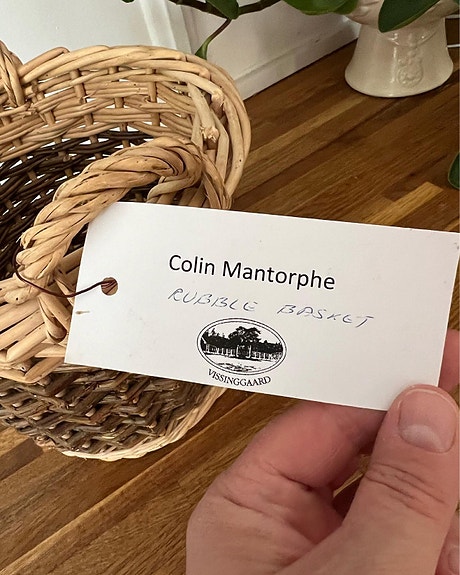 Colin Mantorphe
RUBBLE BASKET
VISSINGGAARD